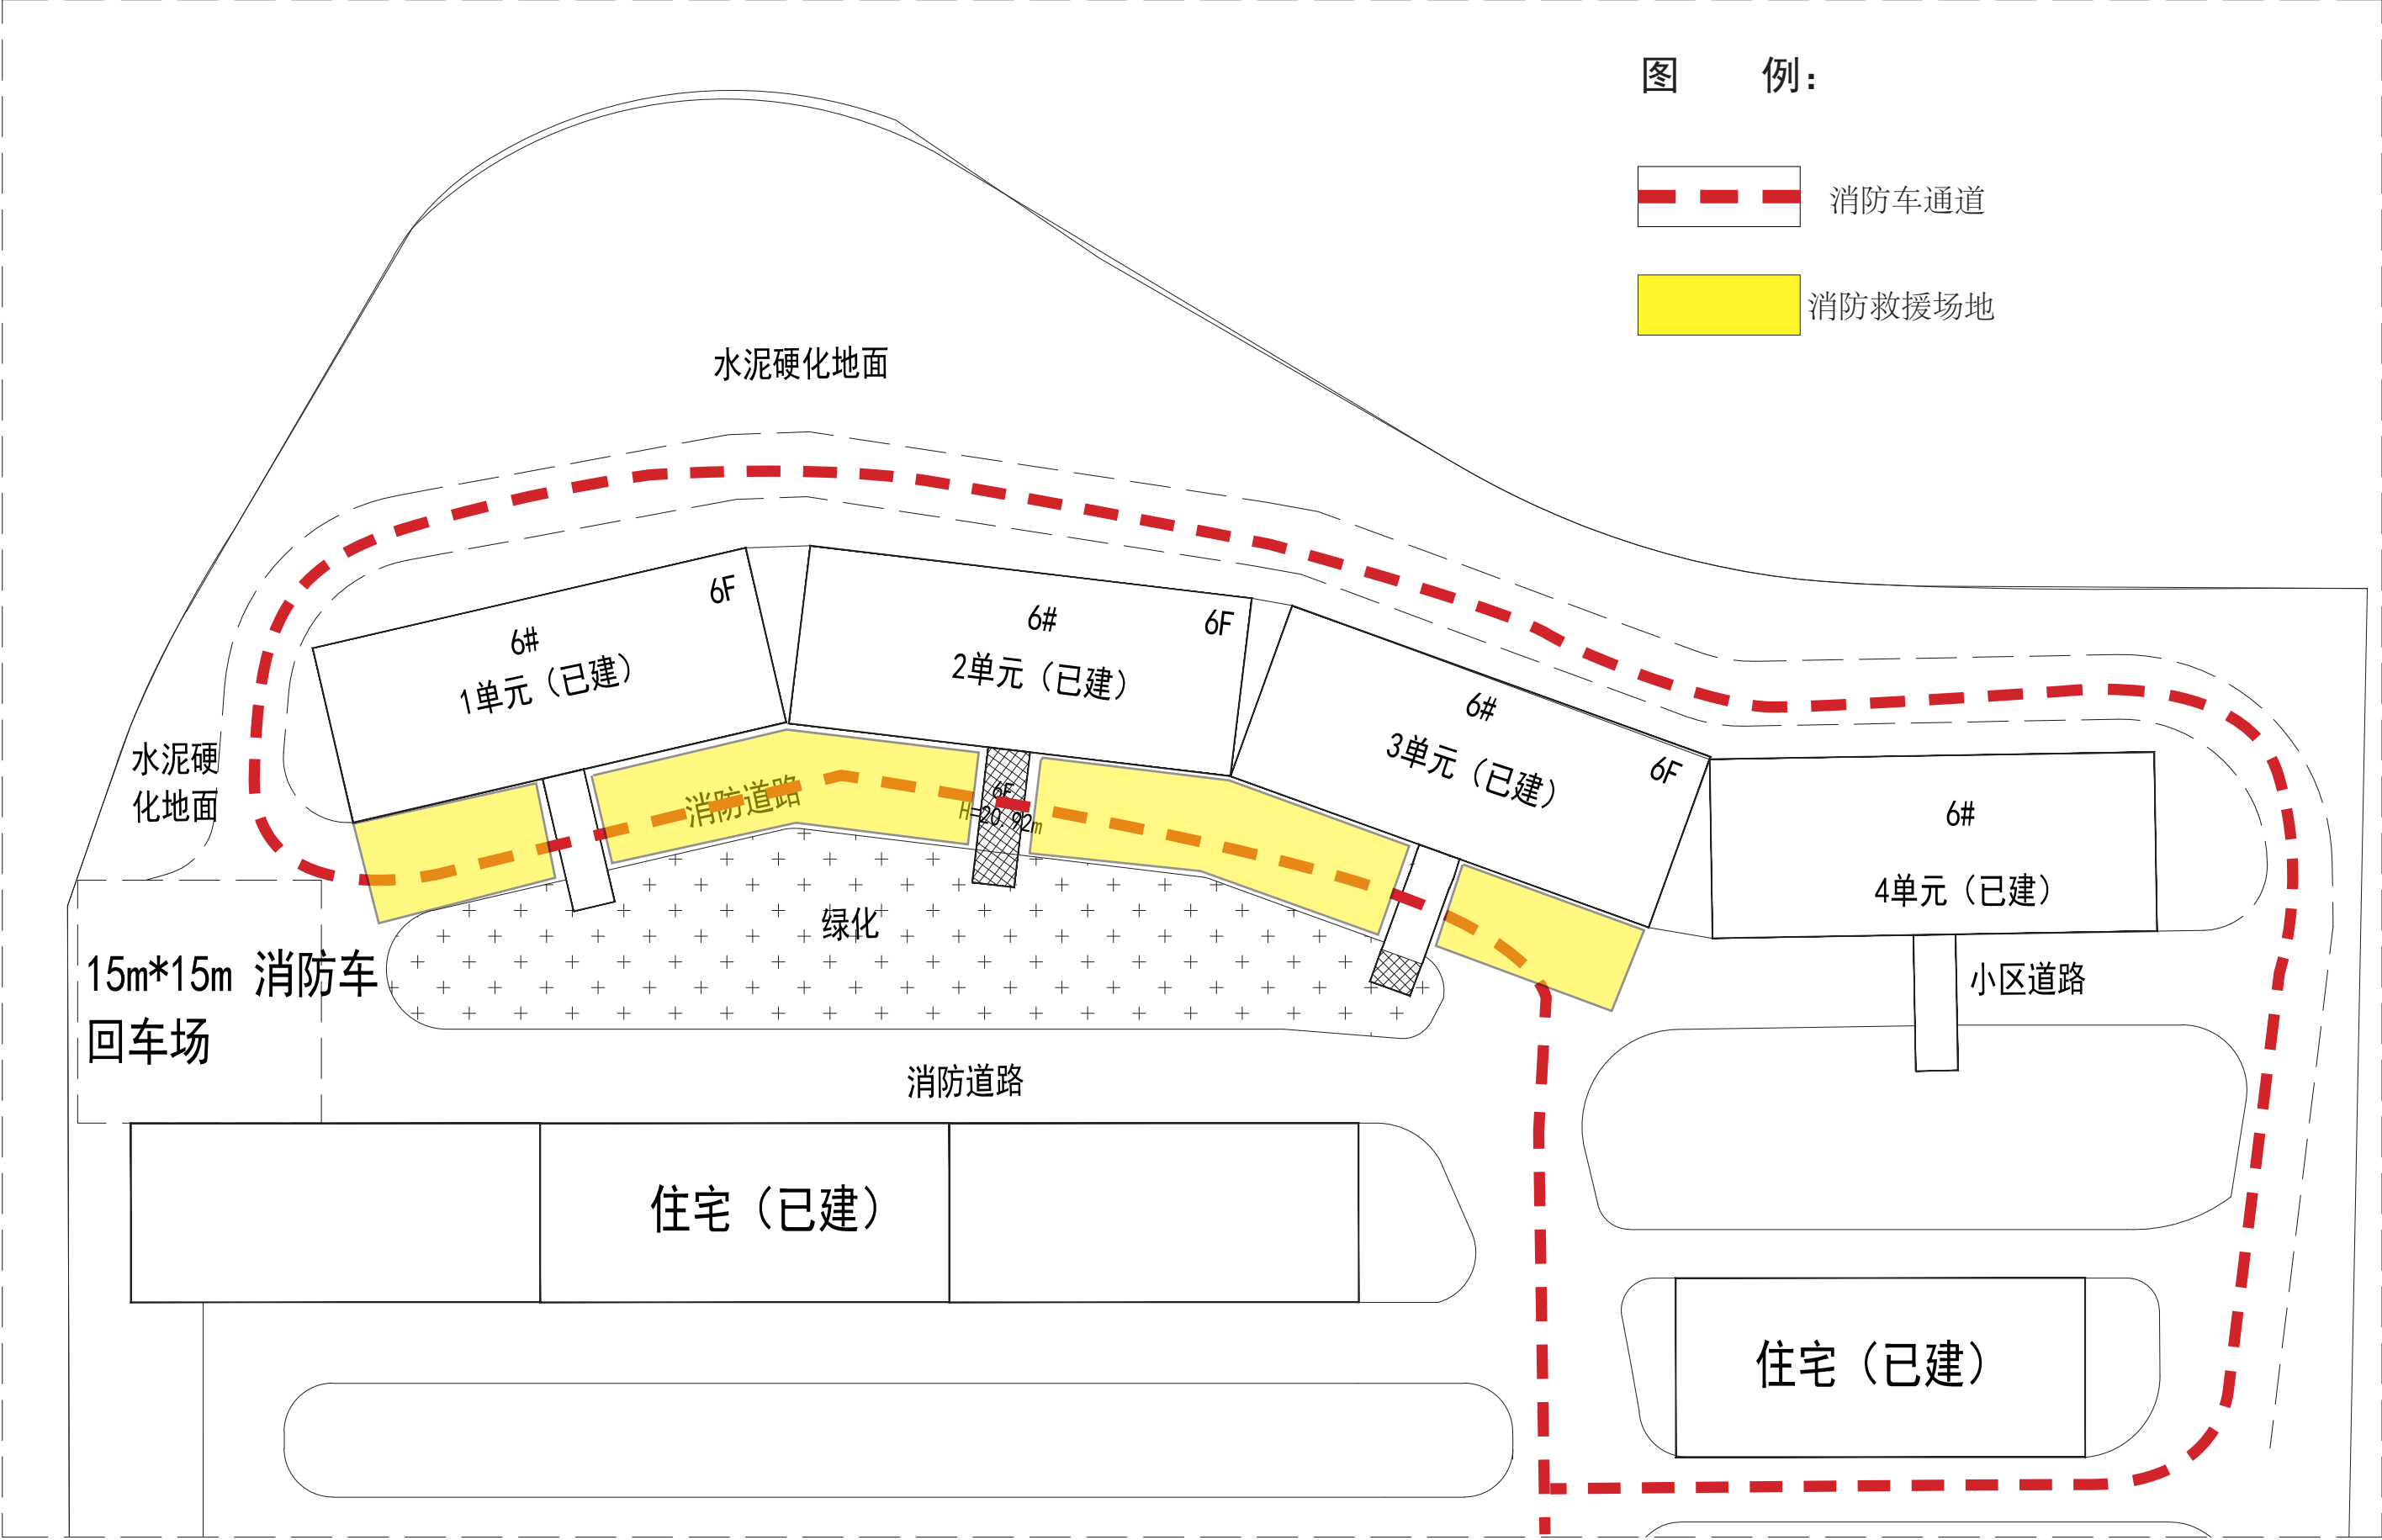 图 例:
消防车通道
消防救援场地
水泥硬化地面
6F
6#
1单元（已建）
6#
6F
2单元（已建）
6#
3单元（已建）
6F
6#
4单元（已建）
水泥硬
化地面
消防道路
6F
H=20.92m
绿化
15m*15m 消防车
回车场
小区道路
消防道路
住宅（已建）
住宅（已建）